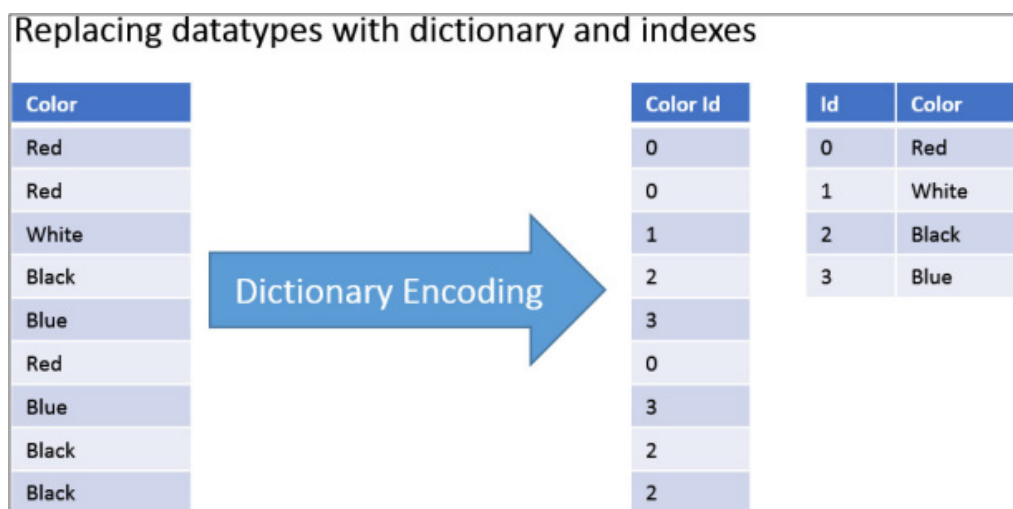 Replacing datatypes with dictionary and indexes
Color
Red
Red
White
Black
Blue
Red
Blue
Black
Black
Dictionary Encoding
Color Id
0
0
1
2
3
0
3
2
2
Id Color
0 Red
1 White
2 Black
3 Blue